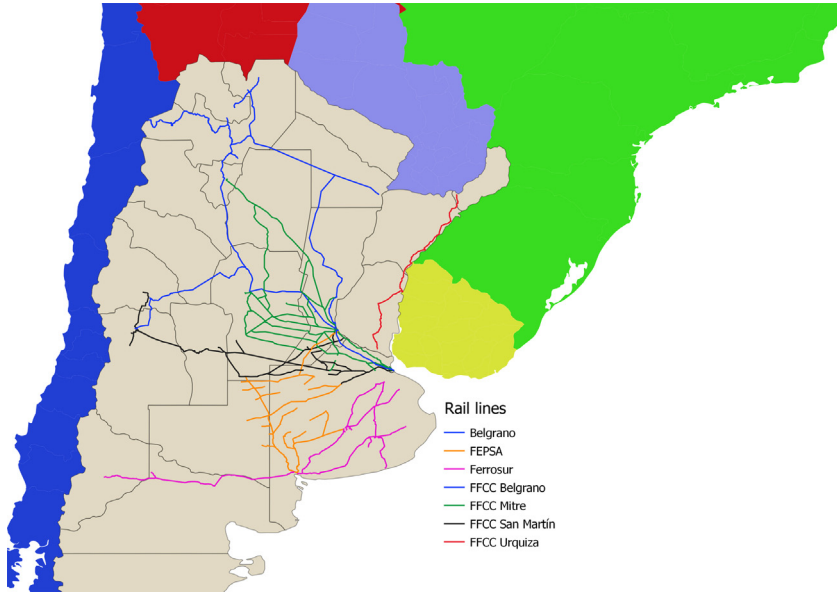 Rail lines
Belgrano
FEPSA
Ferrosur
FFCC Belgrano
FFCC Mitre
FFCC San Martín
FFCC Urquiza